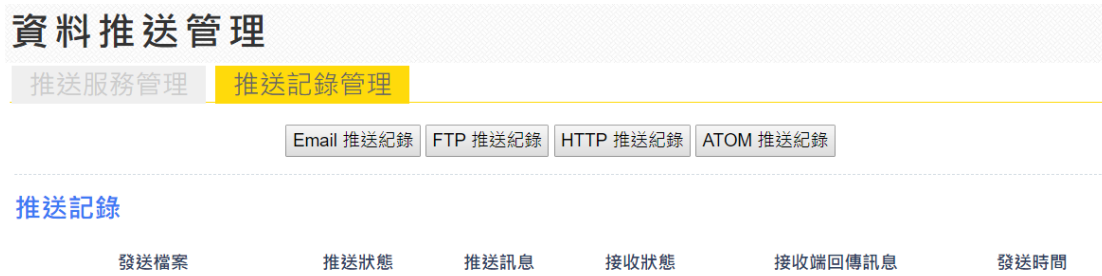 資料推送管理
推送服務管理 推送記錄管理
Email 推送紀錄 FTP 推送紀錄 HTTP 推送紀錄 ATOM 推送紀錄
推送記錄
發送檔案 推送狀態 推送訊息 接收狀態 接收端回傳訊息 發送時間